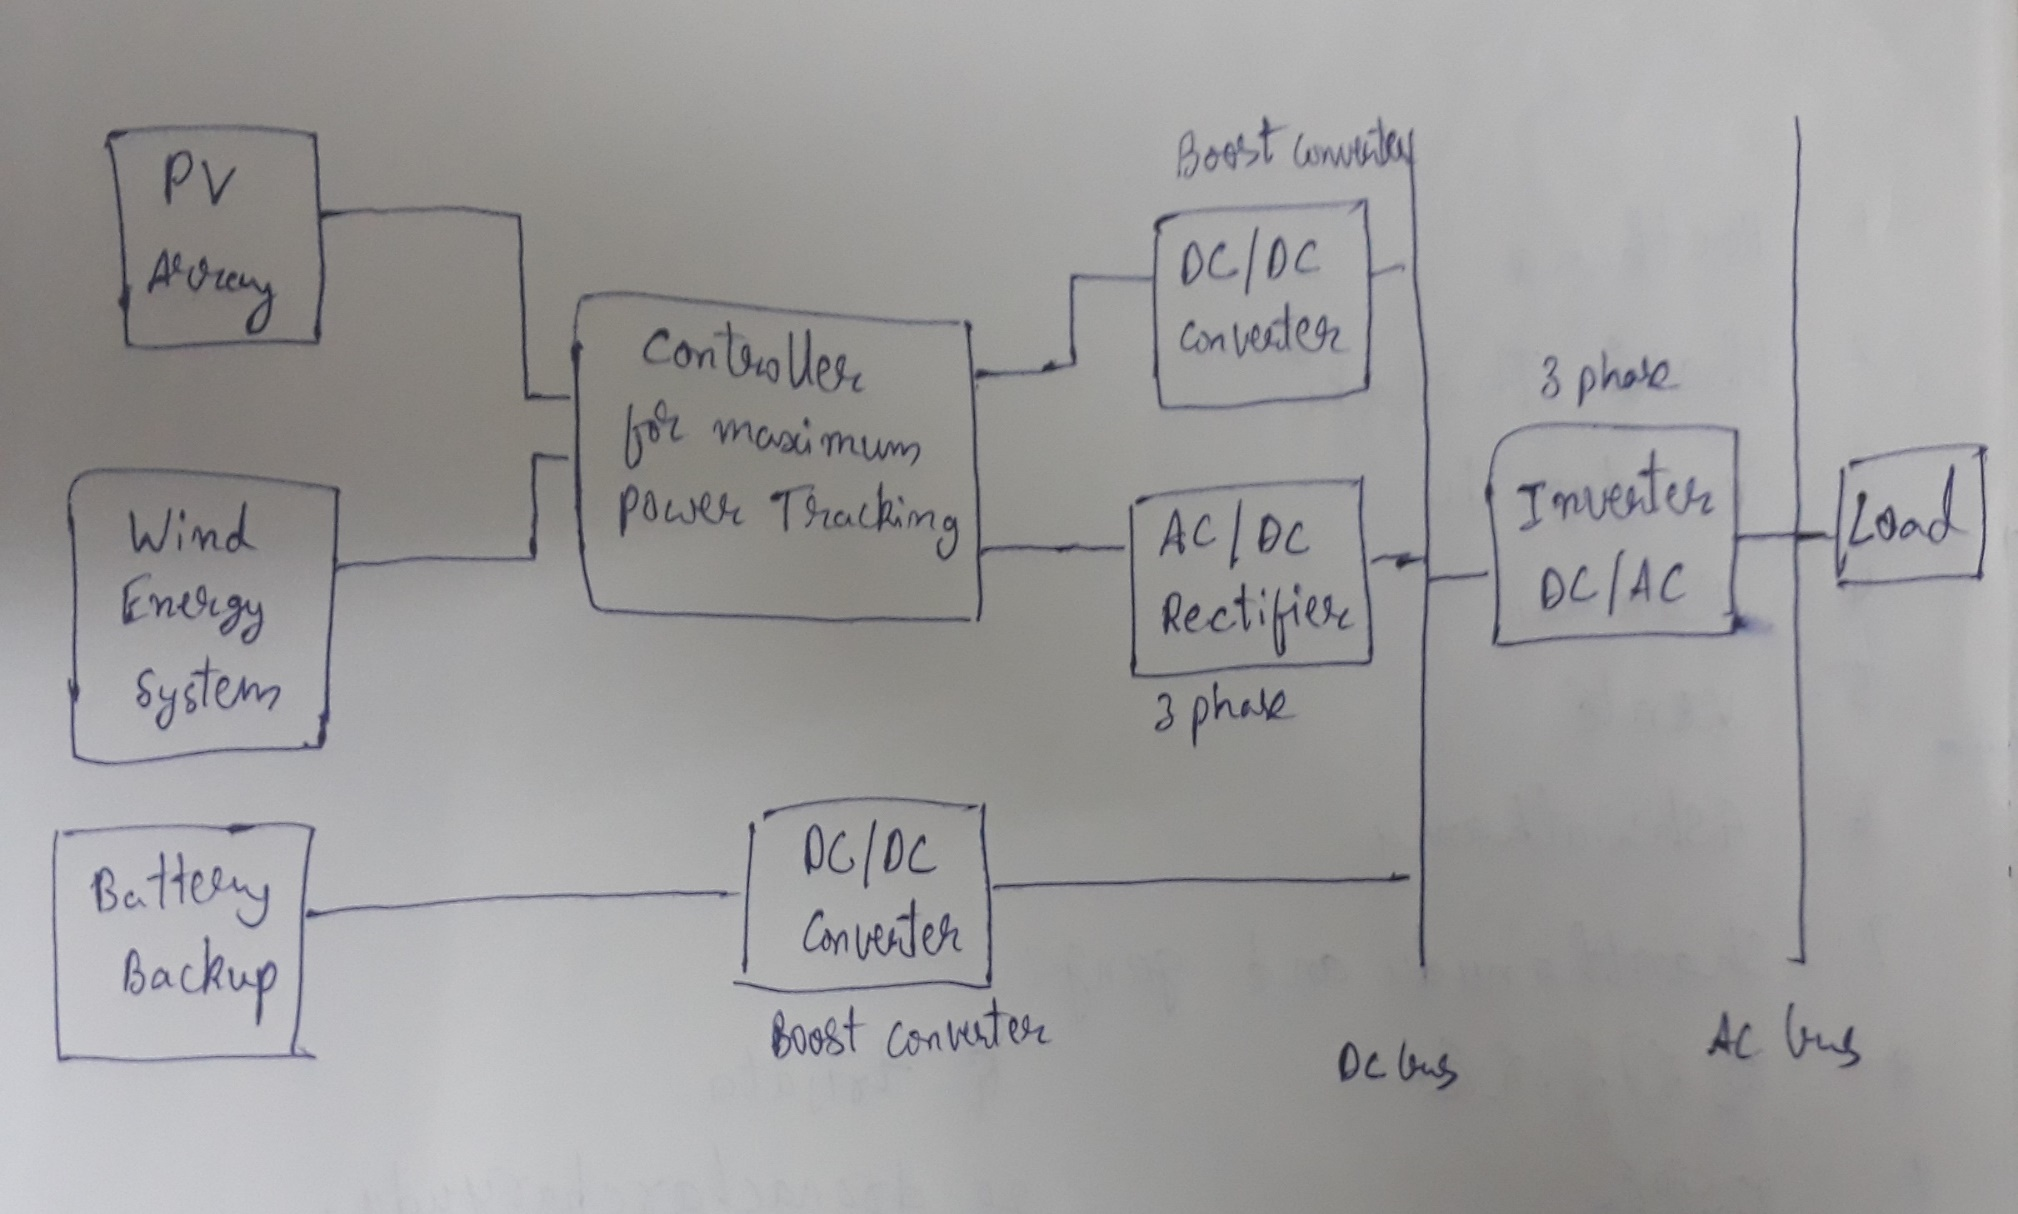 PV
Array
Wind
Energy
System
Battery
Backup
Controller
for maximum
Power Tracking
Boost converter
DC/DC
Converter
AC/DC
Rectifier
3 phase
DC/DC
Converter
Boost converter
DC bus
3 phase
Inverter
DC/AC
AC bus
Load